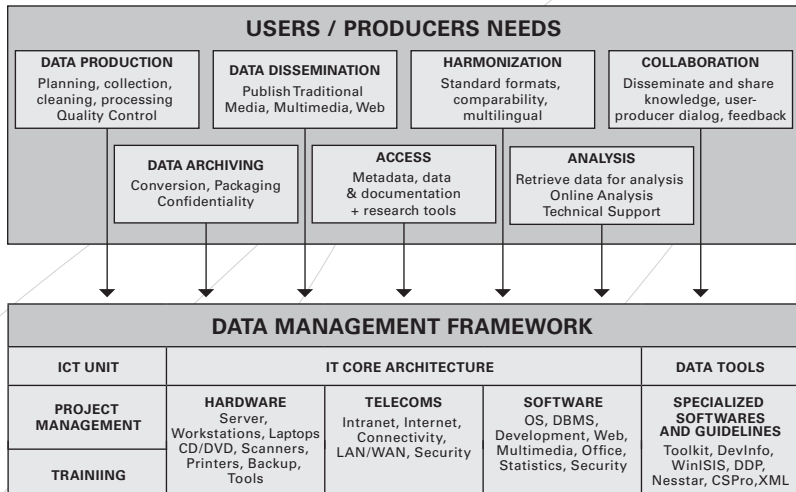 USERS / PRODUCERS NEEDS
DATA PRODUCTION
Planning, collection,
cleaning, processing
Quality Control
DATA DISSEMINATION
Publish Traditional
Media, Multimedia, Web
HARMONIZATION
Standard formats,
comparability,
multilingual
COLLABORATION
Disseminate and share
knowledge, user-
producer dialog, feedback
DATA ARCHIVING
Conversion, Packaging
Confidentiality
ACCESS
Metadata, data
& documentation
+ research tools
ANALYSIS
Retrieve data for analysis
Online Analysis
Technical Support
DATA MANAGEMENT FRAMEWORK
ICT UNIT
IT CORE ARCHITECTURE
DATA TOOLS
PROJECT
MANAGEMENT
TRAINIING
HARDWARE
Server,
Workstations, Laptops
CD/DVD, Scanners,
Printers, Backup,
Tools
TELECOMS
Intranet, Internet,
Connectivity,
LAN/WAN, Security
SOFTWARE
OS, DBMS,
Development, Web,
Multimedia, Office,
Statistics, Security
SPECIALIZED
SOFTWARES
AND GUIDELINES
Toolkit, DevInfo,
WinISIS, DDP,
Nesstar, CSPro,XML